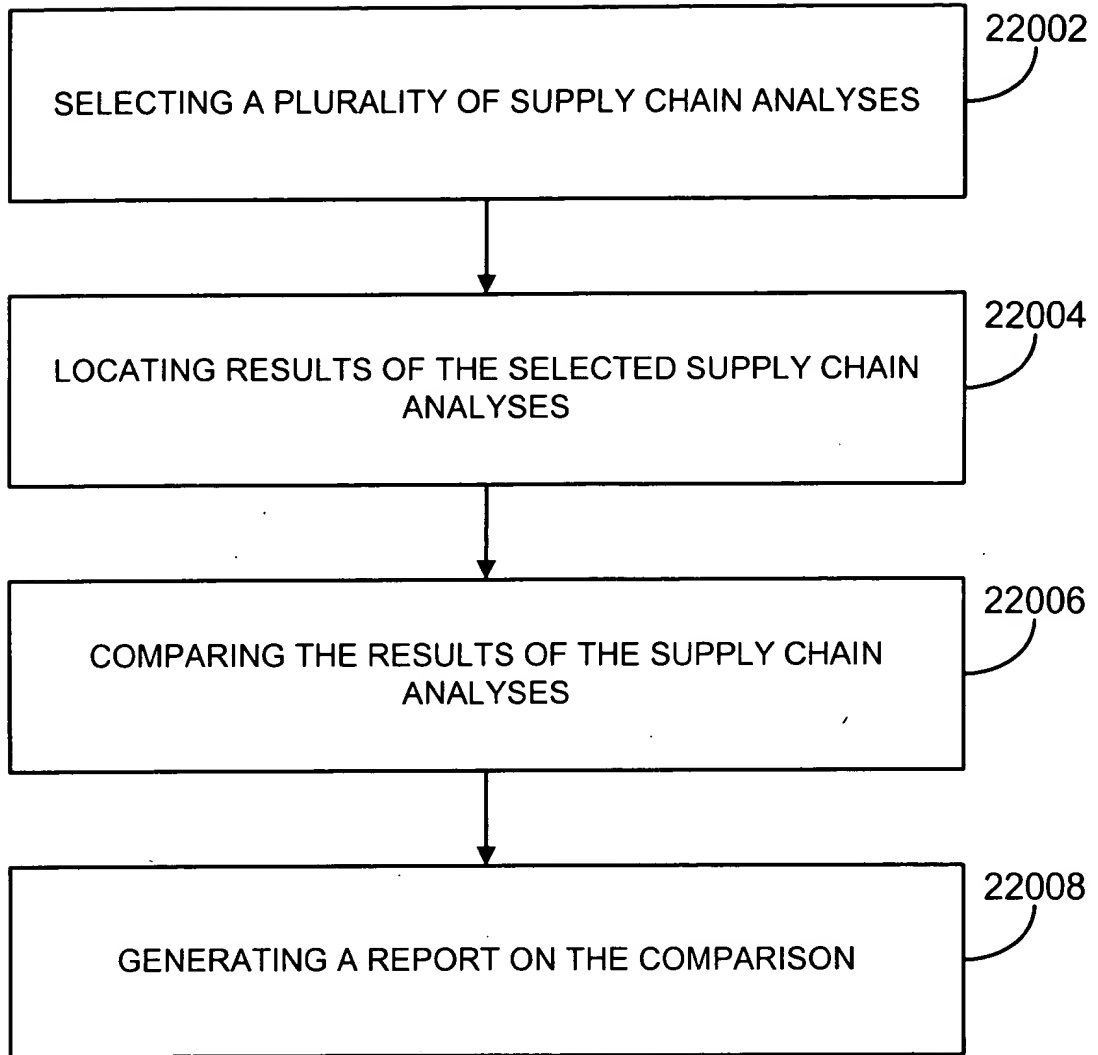 22002
SELECTING A PLURALITY OF SUPPLY CHAIN ANALYSES
22004
LOCATING RESULTS OF THE SELECTED SUPPLY CHAIN
ANALYSES
22006
COMPARING THE RESULTS OF THE SUPPLY CHAIN
ANALYSES
22008
GENERATING A REPORT ON THE COMPARISON